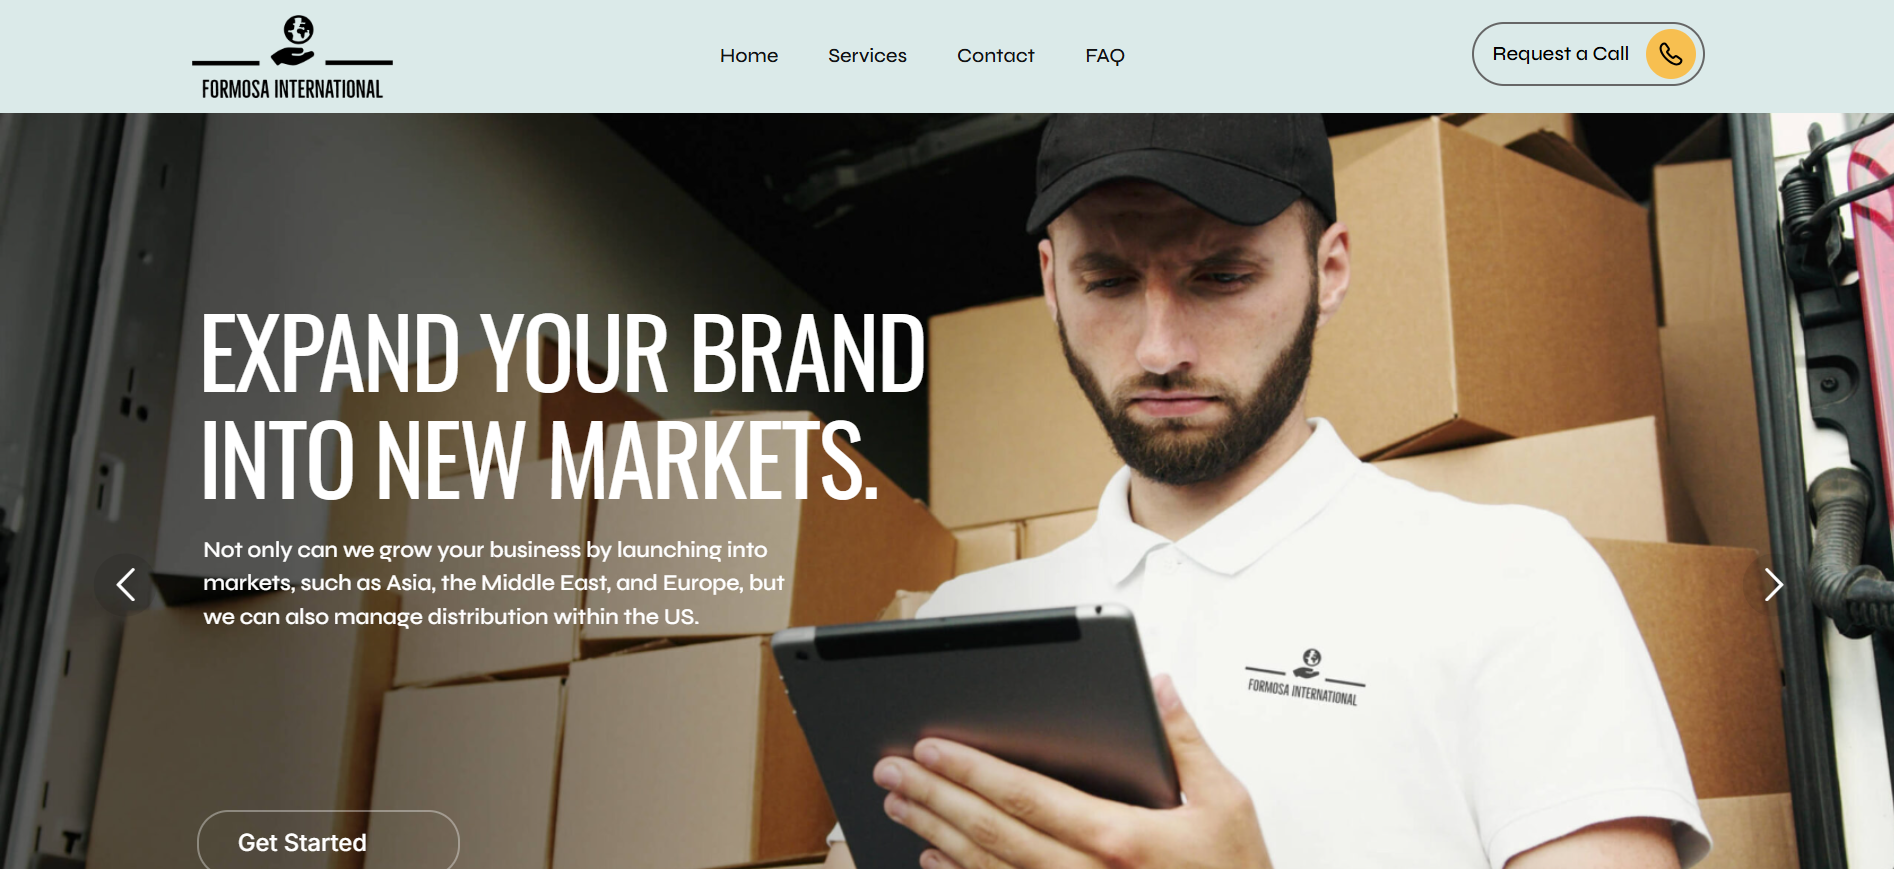 FORMOSA INTERNATIONAL
Home
Services
Contact
FAQ
Request a Call
EXPAND YOUR BRAND
INTO NEW MARKETS.
Not only can we grow your business by launching into
markets, such as Asia, the Middle East, and Europe, but
we can also manage distribution within the US.
FORMOSA INTERNATIONAL
Get Started